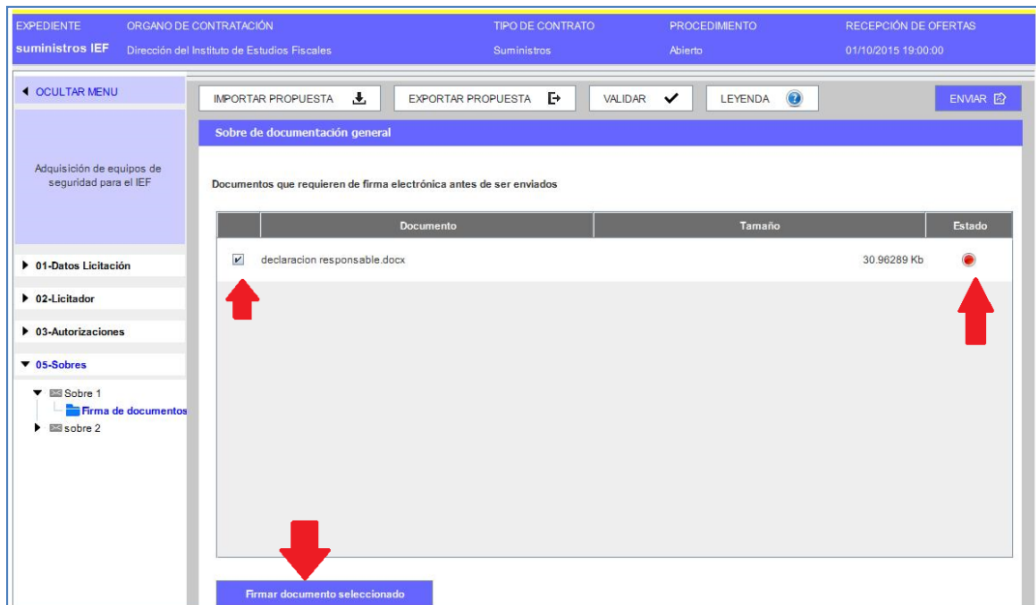 EXPEDIENTE ORGANO DE CONTRATACIÓN TIPO DE CONTRATO PROCEDIMIENTO RECEPCIÓN DE OFERTAS
suministros IEF Dirección del Instituto de Estudios Fiscales Suministros Abierto 01/10/2015 19:00:00
OCULTAR MENU
IMPORTAR PROPUESTA EXPORTAR PROPUESTA VALIDAR LEYENDA ENVIAR
Sobre de documentación general
Adquisición de equipos de
seguridad para el IEF
Documentos que requieren de firma electrónica antes de ser enviados
Documento Tamaño Estado
declaracion responsable.docx 30.96289 Kb
01-Datos Licitación
02-Licitador
03-Autorizaciones
05-Sobres
Sobre 1
Firma de documentos
sobre 2
Firmar documento seleccionado